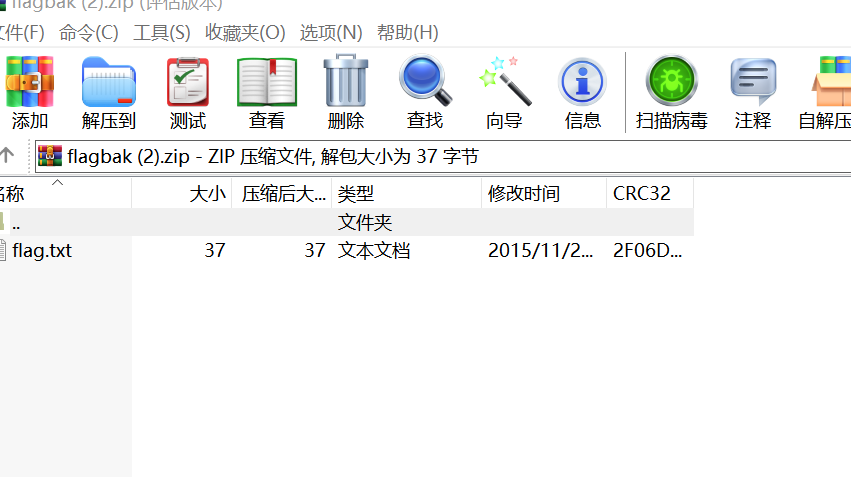 flagbak (2).zip (评估版本)
文件(F) 命令(C) 工具(S) 收藏夹(O) 选项(N) 帮助(H)
添加 解压到 测试 查看 删除 查找 向导 信息 扫描病毒 注释 自解压
flagbak (2).zip - ZIP 压缩文件, 解包大小为 37 字节
名称 大小 压缩后大... 类型 修改时间 CRC32
.. 文件夹
flag.txt 37 37 文本文档 2015/11/2... 2F06D...